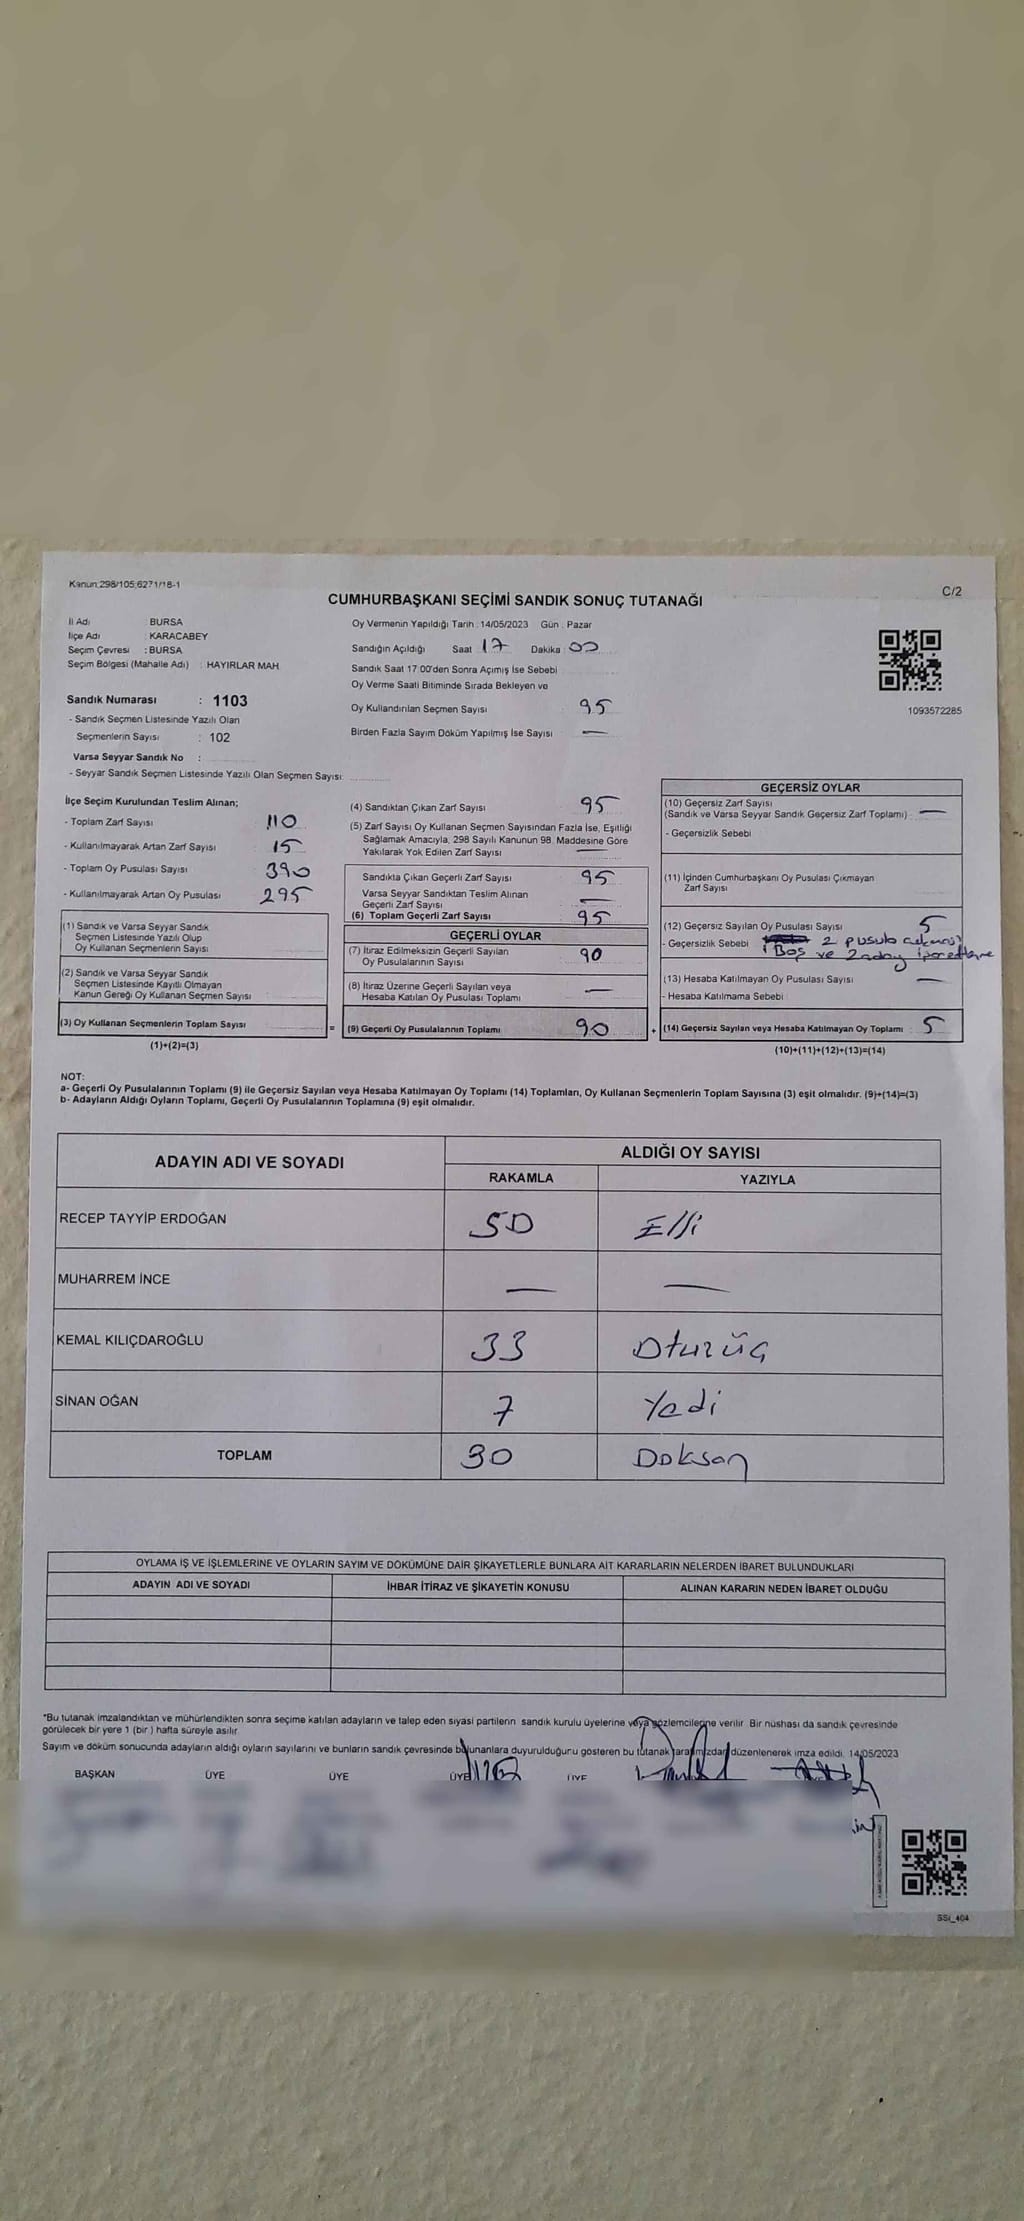 Kanun;298/105;6271/18-1
C/2
CUMHURBAŞKANI SEÇİMİ SANDIK SONUÇ TUTANAĞI
İl Adı : BURSA
İlçe Adı : KARACABEY
Seçim Çevresi : BURSA
Seçim Bölgesi (Mahalle Adı) : HAYIRLAR MAH
Sandık Numarası : 1103
- Sandık Seçmen Listesinde Yazılı Olan
Seçmenlerin Sayısı : 102
Varsa Seyyar Sandık No :
- Seyyar Sandık Seçmen Listesinde Yazılı Olan Seçmen Sayısı:
Oy Vermenin Yapıldığı Tarih : 14/05/2023 Gün : Pazar
Sandığın Açıldığı Saat 17 Dakika : 00
Sandık Saat 17:00'den Sonra Açımış İse Sebebi
Oy Verme Saati Bitiminde Sırada Bekleyen ve
Oy Kullandırılan Seçmen Sayısı 95
Birden Fazla Sayım Döküm Yapılmış İse Sayısı —
1093572285
İlçe Seçim Kurulundan Teslim Alınan;
- Toplam Zarf Sayısı 110
- Kullanılmayarak Artan Zarf Sayısı 15
- Toplam Oy Pusulası Sayısı 390
- Kullanılmayarak Artan Oy Pusulası 295
(1) Sandık ve Varsa Seyyar Sandık
Seçmen Listesinde Yazılı Olup
Oy Kullanan Seçmenlerin Sayısı
(2) Sandık ve Varsa Seyyar Sandık
Seçmen Listesinde Kayıtlı Olmayan
Kanun Gereği Oy Kullanan Seçmen Sayısı
(3) Oy Kullanan Seçmenlerin Toplam Sayısı =
(1)+(2)=(3)
(4) Sandıktan Çıkan Zarf Sayısı 95
(5) Zarf Sayısı Oy Kullanan Seçmen Sayısından Fazla İse, Eşitliği
Sağlamak Amacıyla, 298 Sayılı Kanunun 98. Maddesine Göre
Yakılarak Yok Edilen Zarf Sayısı —
Sandıkta Çıkan Geçerli Zarf Sayısı 95
Varsa Seyyar Sandıktan Teslim Alınan
Geçerli Zarf Sayısı —
(6) Toplam Geçerli Zarf Sayısı 95
GEÇERLİ OYLAR
(7) İtiraz Edilmeksizin Geçerli Sayılan
Oy Pusulalarının Sayısı 90
(8) İtiraz Üzerine Geçerli Sayılan veya
Hesaba Katılan Oy Pusulası Toplamı —
(9) Geçerli Oy Pusulalarının Toplamı 90 +
GEÇERSİZ OYLAR
(10) Geçersiz Zarf Sayısı
(Sandık ve Varsa Seyyar Sandık Geçersiz Zarf Toplamı) : —
- Geçersizlik Sebebi
(11) İçinden Cumhurbaşkanı Oy Pusulası Çıkmayan
Zarf Sayısı
(12) Geçersiz Sayılan Oy Pusulası Sayısı 5
- Geçersizlik Sebebi 2 pusula
1 Boş ve 2 aday
(13) Hesaba Katılmayan Oy Pusulası Sayısı —
- Hesaba Katılmama Sebebi
(14) Geçersiz Sayılan veya Hesaba Katılmayan Oy Toplamı : 5
(10)+(11)+(12)+(13)=(14)
NOT:
a- Geçerli Oy Pusulalarının Toplamı (9) ile Geçersiz Sayılan veya Hesaba Katılmayan Oy Toplamı (14) Toplamları, Oy Kullanan Seçmenlerin Toplam Sayısına (3) eşit olmalıdır. (9)+(14)=(3)
b- Adayların Aldığı Oyların Toplamı, Geçerli Oy Pusulalarının Toplamına (9) eşit olmalıdır.
ADAYIN ADI VE SOYADI
ALDIĞI OY SAYISI
RAKAMLA YAZIYLA
RECEP TAYYİP ERDOĞAN 50 Elli
MUHARREM İNCE — —
KEMAL KILIÇDAROĞLU 33 Otuzüç
SİNAN OĞAN 7 Yedi
TOPLAM 90 Doksan
OYLAMA İŞ VE İŞLEMLERİNE VE OYLARIN SAYIM VE DÖKÜMÜNE DAİR ŞİKAYETLERLE BUNLARA AİT KARARLARIN NELERDEN İBARET BULUNDUKLARI
ADAYIN ADI VE SOYADI İHBAR İTİRAZ VE ŞİKAYETİN KONUSU ALINAN KARARIN NEDEN İBARET OLDUĞU
*Bu tutanak imzalandıktan ve mühürlendikten sonra seçime katılan adayların ve talep eden siyasi partilerin sandık kurulu üyelerine veya gözlemcilerine verilir. Bir nüshası da sandık çevresinde
görülecek bir yere 1 (bir ) hafta süreyle asılır.
Sayım ve döküm sonucunda adayların aldığı oyların sayılarını ve bunların sandık çevresinde bulunanlara duyurulduğunu gösteren bu tutanak tarafımızdan düzenlenerek imza edildi. 14/05/2023
BAŞKAN ÜYE ÜYE ÜYE ÜYE
SSi_404